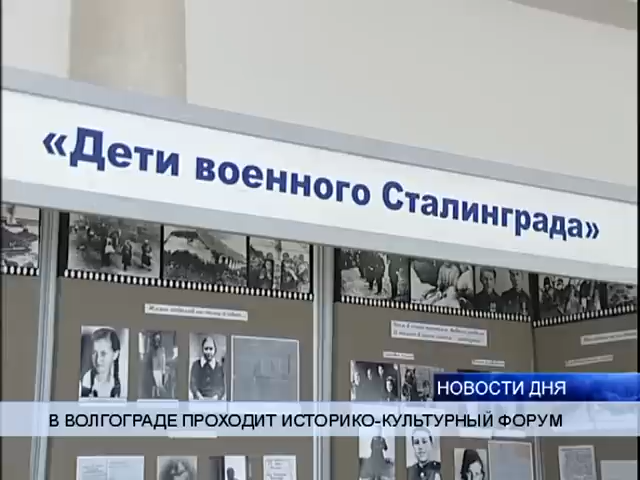 «Дети военного Сталинграда»
НОВОСТИ ДНЯ
В ВОЛГОГРАДЕ ПРОХОДИТ ИСТОРИКО-КУЛЬТУРНЫЙ ФОРУМ